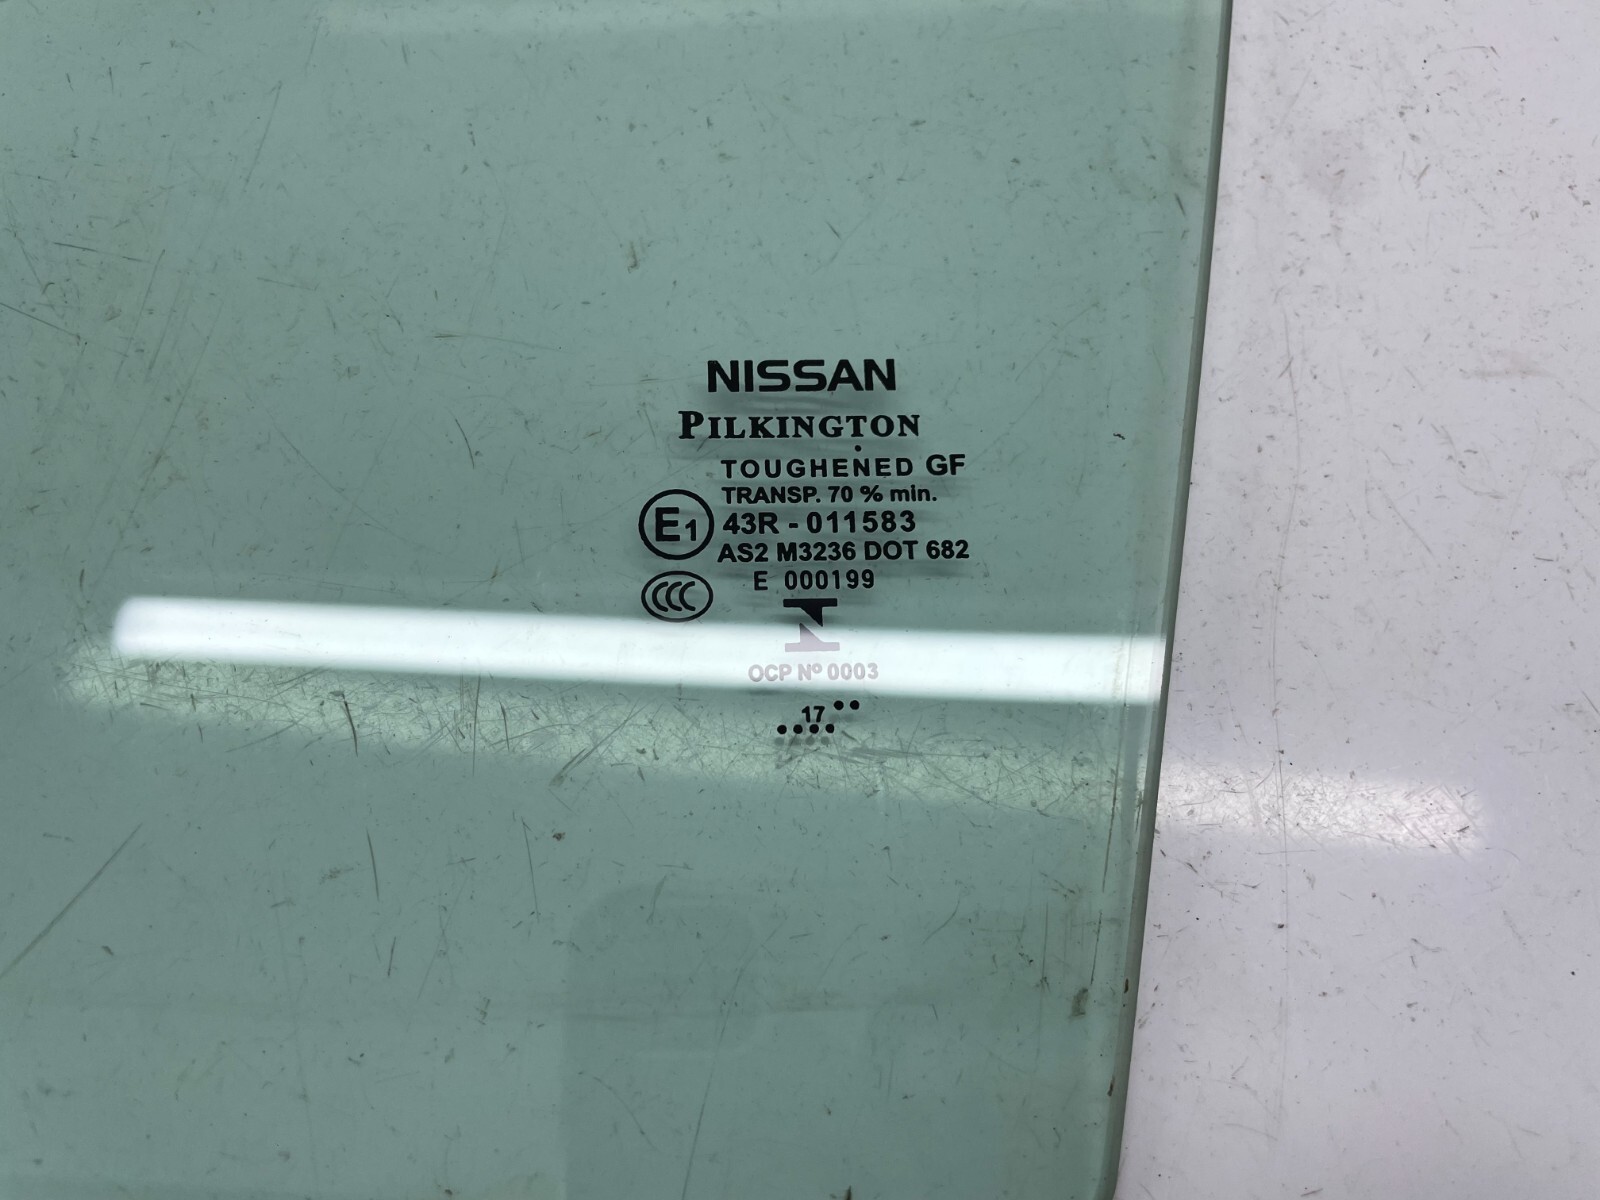 NISSAN
PILKINGTON
TOUGHENED GF
TRANSP. 70 % min.
E1 43R - 011583
AS2 M3236 DOT 682
E 000199
CCC
OCP Nº 0003
.. 17 ....